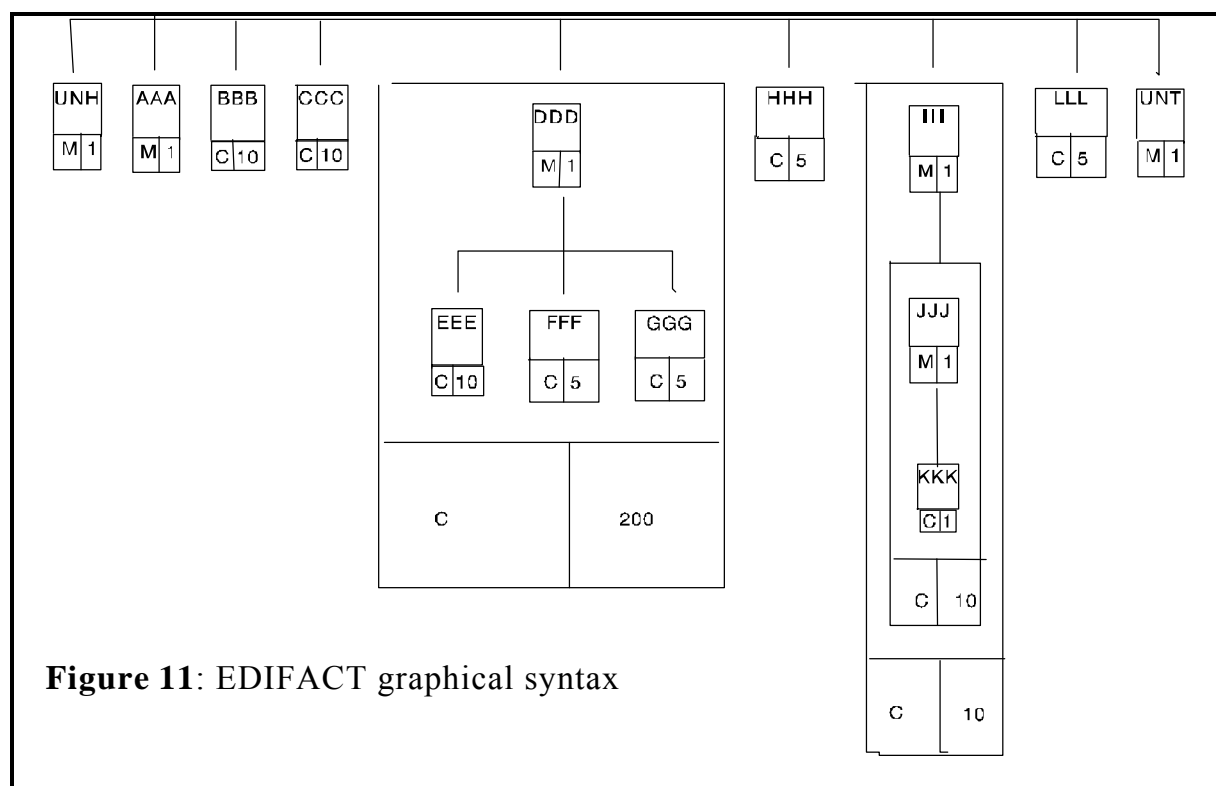 UNH AAA BBB CCC DDD HHH III LLL UNT
M 1 M 1 C 10 C 10 M 1 C 5 M 1 C 5 M 1
EEE FFF GGG JJJ
C 10 C 5 C 5 M 1
KKK
C 1
C 200
C 10
C 10
Figure 11: EDIFACT graphical syntax